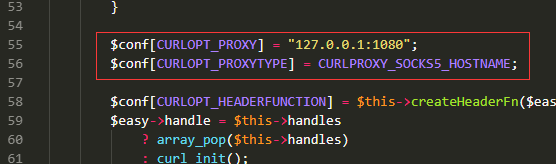 53 }
54
55 $conf[CURLOPT_PROXY] = "127.0.0.1:1080";
56 $conf[CURLOPT_PROXYTYPE] = CURLPROXY_SOCKS5_HOSTNAME;
57
58 $conf[CURLOPT_HEADERFUNCTION] = $this->createHeaderFn($eas
59 $easy->handle = $this->handles
60 ? array_pop($this->handles)
61 : curl_init();